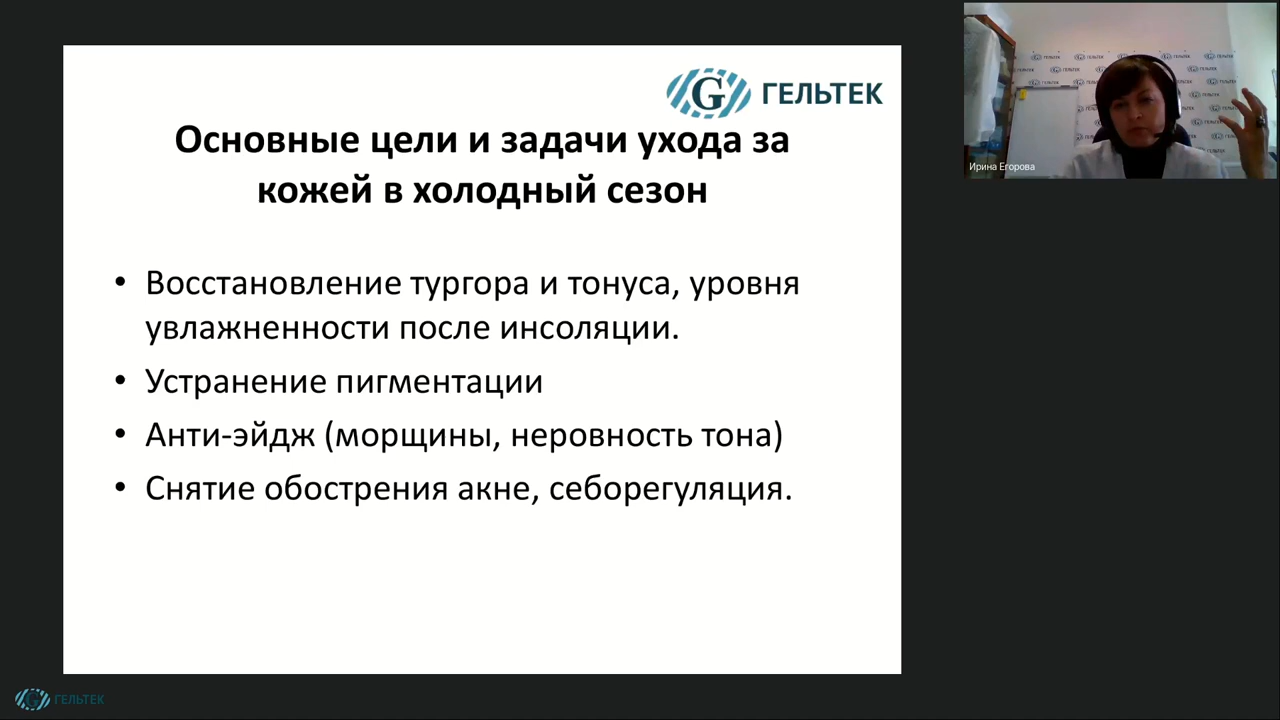 ГЕЛЬТЕК
Основные цели и задачи ухода за
кожей в холодный сезон
• Восстановление тургора и тонуса, уровня
увлажненности после инсоляции.
• Устранение пигментации
• Анти-эйдж (морщины, неровность тона)
• Снятие обострения акне, себорегуляция.
Ирина Егорова
ГЕЛЬТЕК